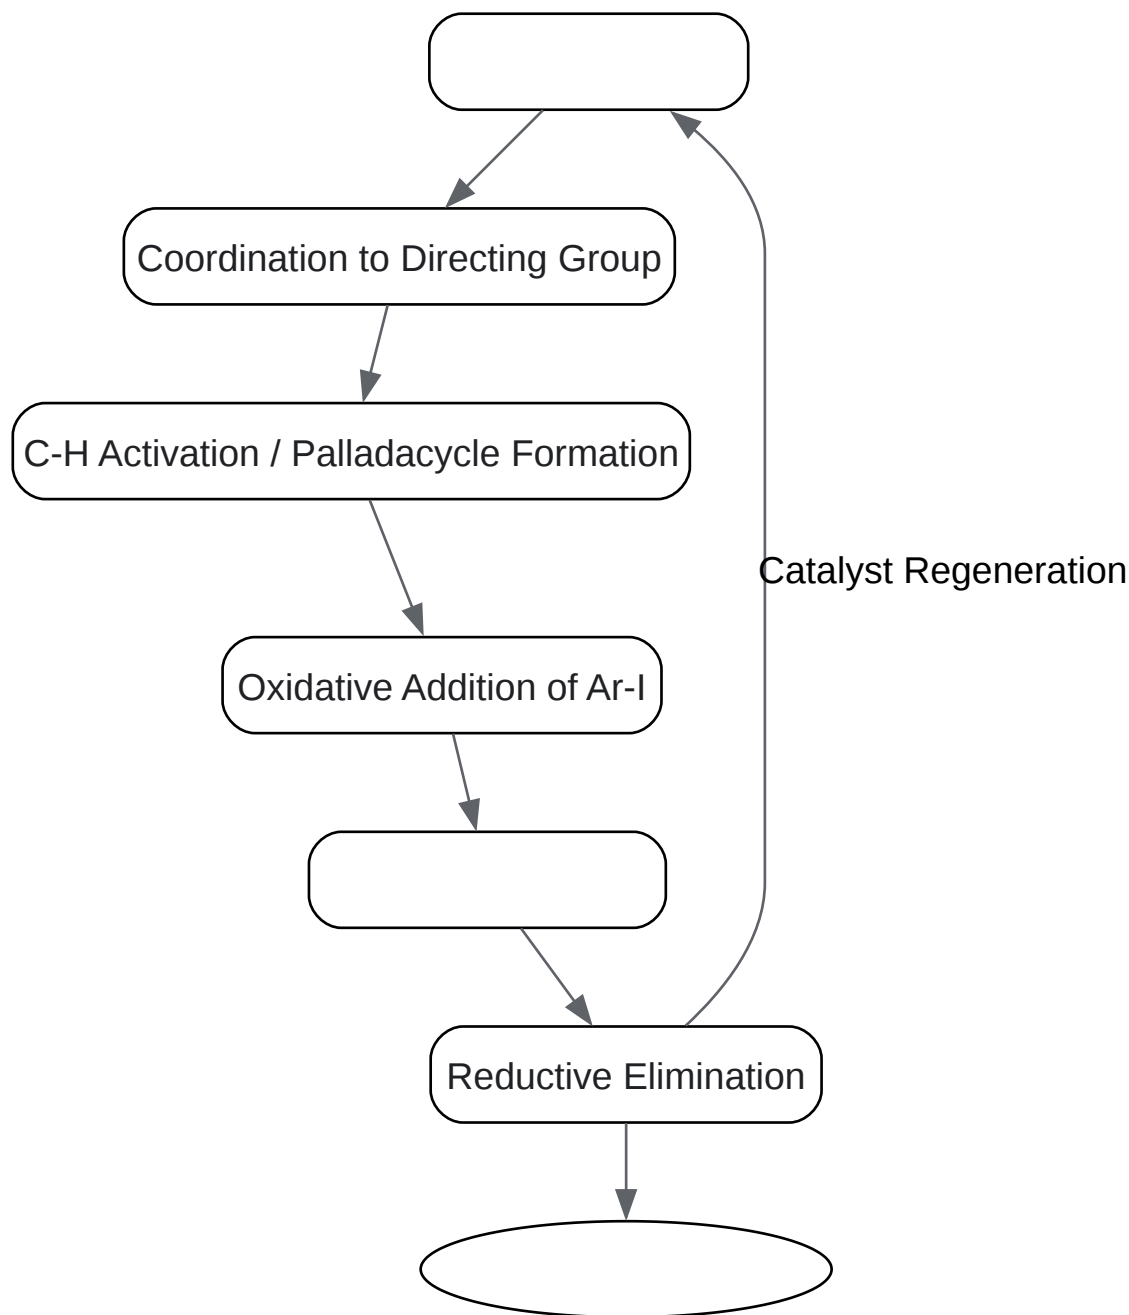 Coordination to Directing Group
C-H Activation / Palladacycle Formation
Catalyst Regeneration
Oxidative Addition of Ar-I
Reductive Elimination